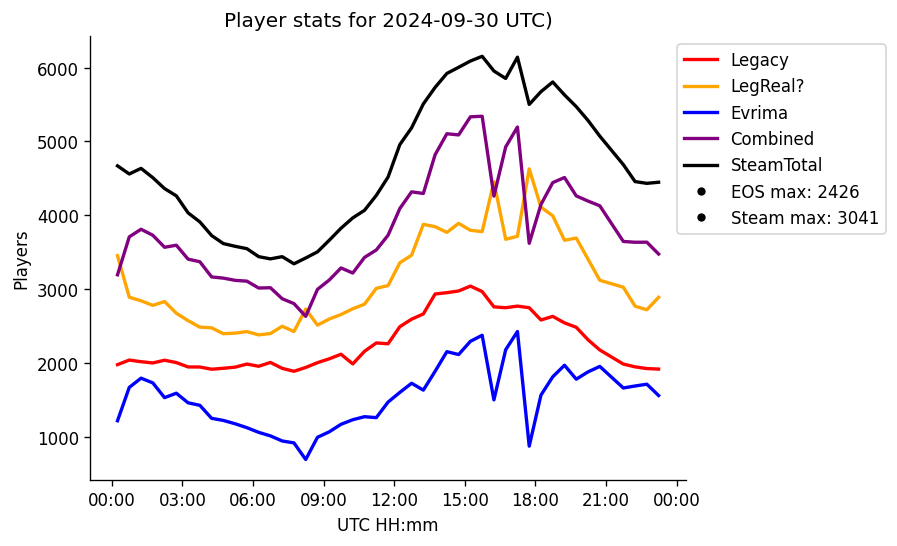 Player stats for 2024-09-30 UTC)
Players
6000
5000
4000
3000
2000
1000
00:00 03:00 06:00 09:00 12:00 15:00 18:00 21:00 00:00
UTC HH:mm
Legacy
LegReal?
Evrima
Combined
SteamTotal
EOS max: 2426
Steam max: 3041